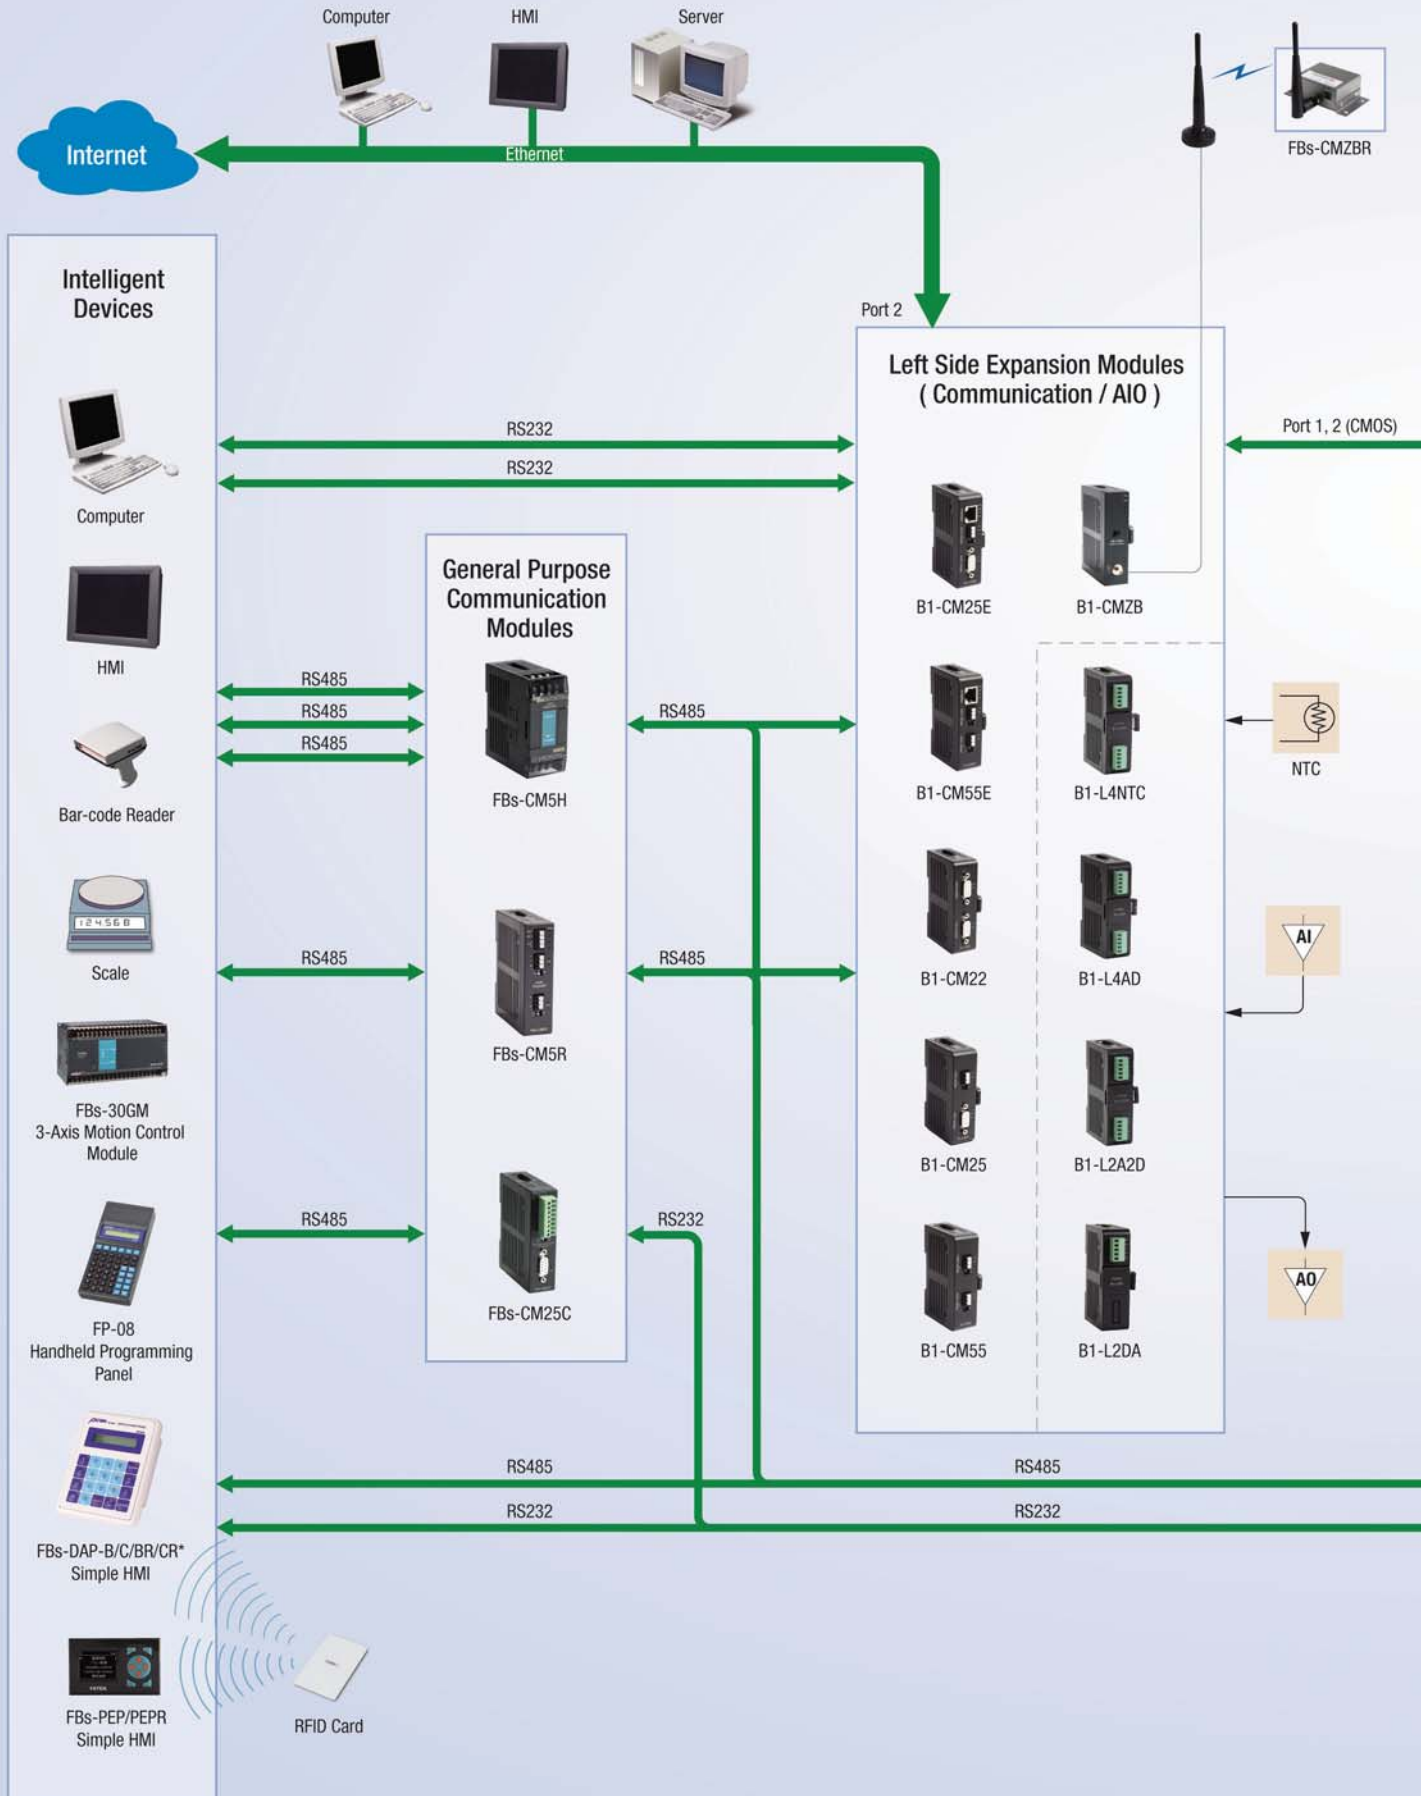 Computer
HMI
Server
FBs-CMZBR
Internet
Ethernet
Intelligent
Devices
Port 2
Left Side Expansion Modules
( Communication / AIO )
Port 1, 2 (CMOS)
RS232
RS232
Computer
General Purpose
Communication
Modules
B1-CM25E
B1-CMZB
HMI
RS485
RS485
RS485
RS485
FBs-CM5H
B1-CM55E
B1-L4NTC
NTC
Bar-code Reader
124.568
Scale
RS485
RS485
AI
B1-CM22
B1-L4AD
FBs-CM5R
FBs-30GM
3-Axis Motion Control
Module
B1-CM25
B1-L2A2D
RS485
RS232
FBs-CM25C
AO
FP-08
Handheld Programming
Panel
B1-CM55
B1-L2DA
RS485
RS485
RS232
RS232
FBs-DAP-B/C/BR/CR*
Simple HMI
FATEK
FBs-PEP/PEPR
Simple HMI
RFID Card